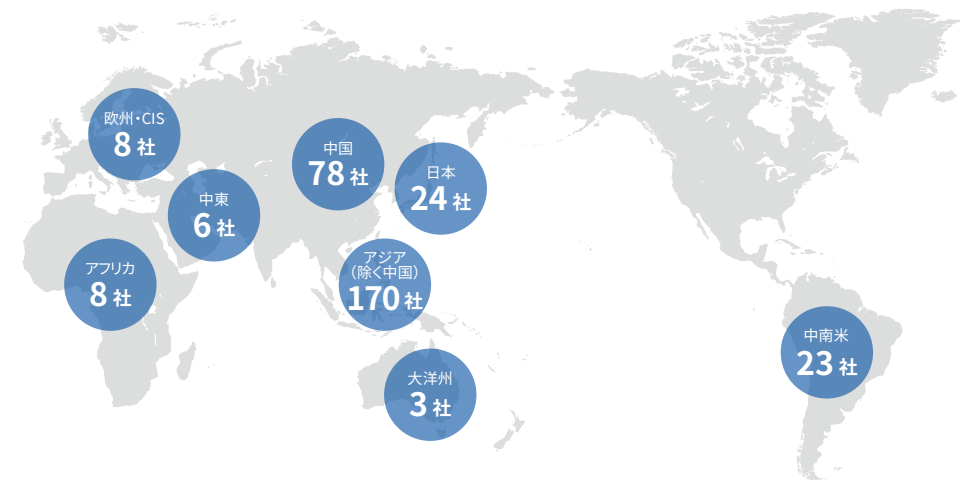 欧州・CIS
8 社
中東
6 社
アフリカ
8 社
中国
78 社
日本
24 社
アジア
（除く中国）
170 社
大洋州
3 社
中南米
23 社